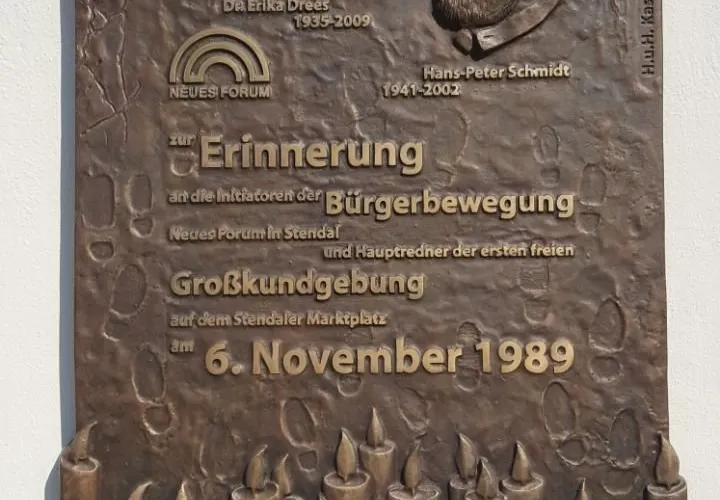 Dr. Erika Drees
1935-2009
NEUES FORUM
Hans-Peter Schmidt
1941-2002
H.u.H. Kas
zur Erinnerung
an die Initiatoren der Bürgerbewegung
Neues Forum in Stendal
und Hauptredner der ersten freien
Großkundgebung
auf dem Stendaler Marktplatz
am 6. November 1989